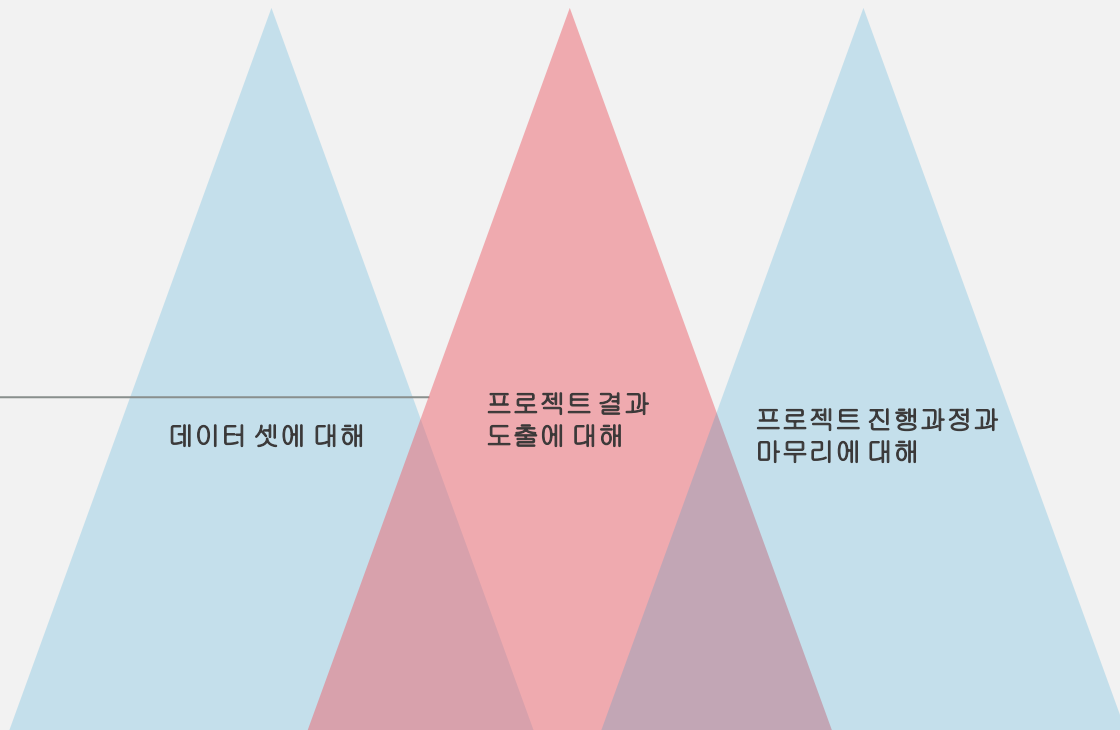 데이터 셋에 대해
프로젝트 결과
도출에 대해
프로젝트 진행과정과
마무리에 대해